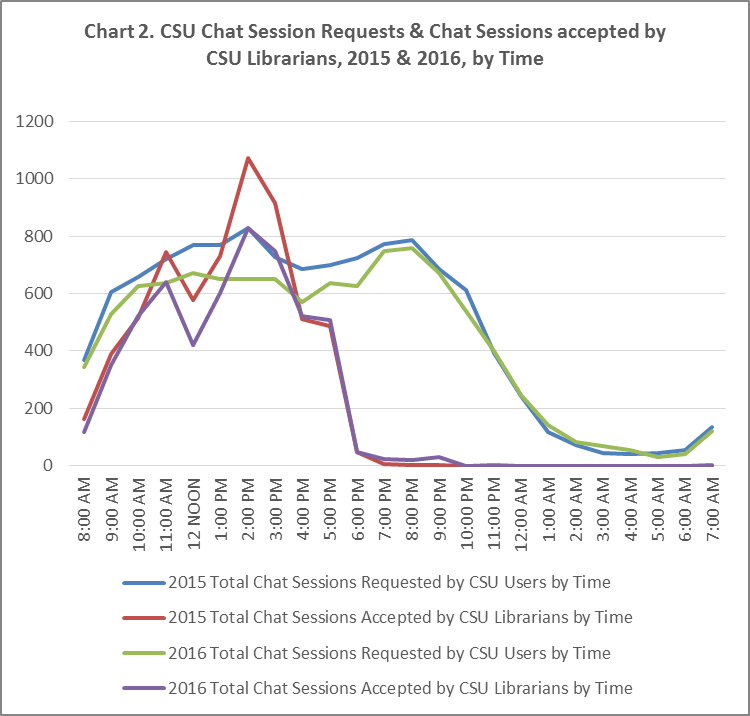 Chart 2. CSU Chat Session Requests & Chat Sessions accepted by
CSU Librarians, 2015 & 2016, by Time
1200
1000
800
600
400
200
0
8:00 AM
9:00 AM
10:00 AM
11:00 AM
12 NOON
1:00 PM
2:00 PM
3:00 PM
4:00 PM
5:00 PM
6:00 PM
7:00 PM
8:00 PM
9:00 PM
10:00 PM
11:00 PM
12:00 AM
1:00 AM
2:00 AM
3:00 AM
4:00 AM
5:00 AM
6:00 AM
7:00 AM
2015 Total Chat Sessions Requested by CSU Users by Time
2015 Total Chat Sessions Accepted by CSU Librarians by Time
2016 Total Chat Sessions Requested by CSU Users by Time
2016 Total Chat Sessions Accepted by CSU Librarians by Time